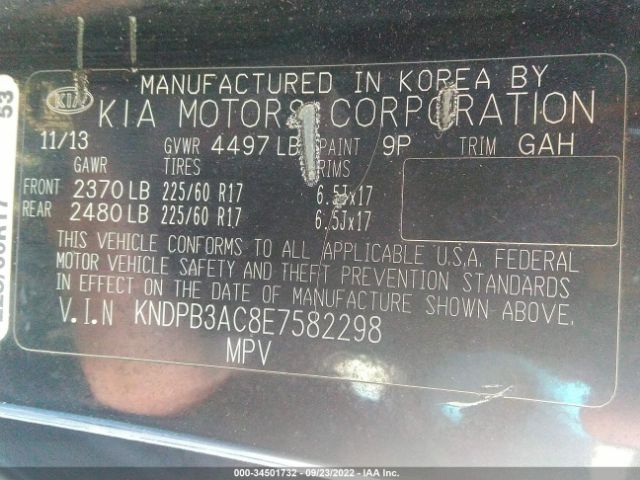 MANUFACTURED IN KOREA BY
KIA KIA MOTORS CORPORATION
11/13 GVWR 4497 LB PAINT 9P TRIM GAH
GAWR TIRES RIMS
FRONT 2370 LB 225/60 R17 6.5Jx17
REAR 2480 LB 225/60 R17 6.5Jx17
THIS VEHICLE CONFORMS TO ALL APPLICABLE U.S.A. FEDERAL
MOTOR VEHICLE SAFETY AND THEFT PREVENTION STANDARDS
IN EFFECT ON THE DATE OF MANUFACTURE SHOWN ABOVE.
V.I.N KNDPB3AC8E7582298
MPV
53
000-34501732 - 09/23/2022 - IAA Inc.